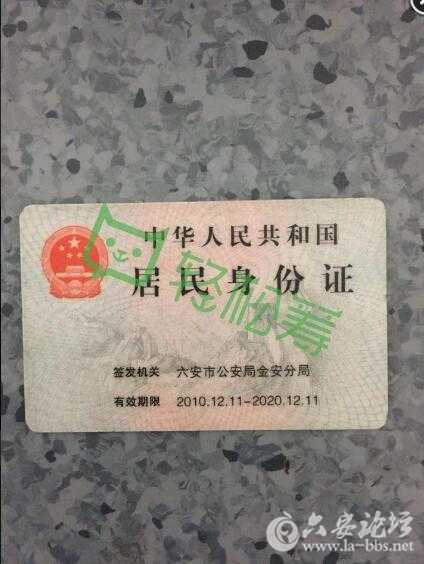 中华人民共和国
居民身份证
轻秘筹
签发机关 六安市公安局金安分局
有效期限 2010.12.11-2020.12.11
六安论坛
www.la-bbs.net